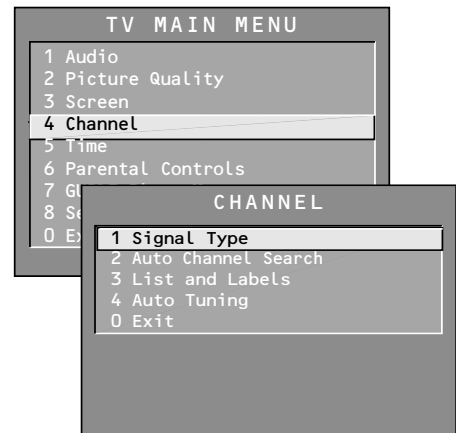 TV MAIN MENU
1 Audio
2 Picture Quality
3 Screen
4 Channel
5 Time
6 Parental Controls
7
8
0
CHANNEL
1 Signal Type
2 Auto Channel Search
3 List and Labels
4 Auto Tuning
0 Exit